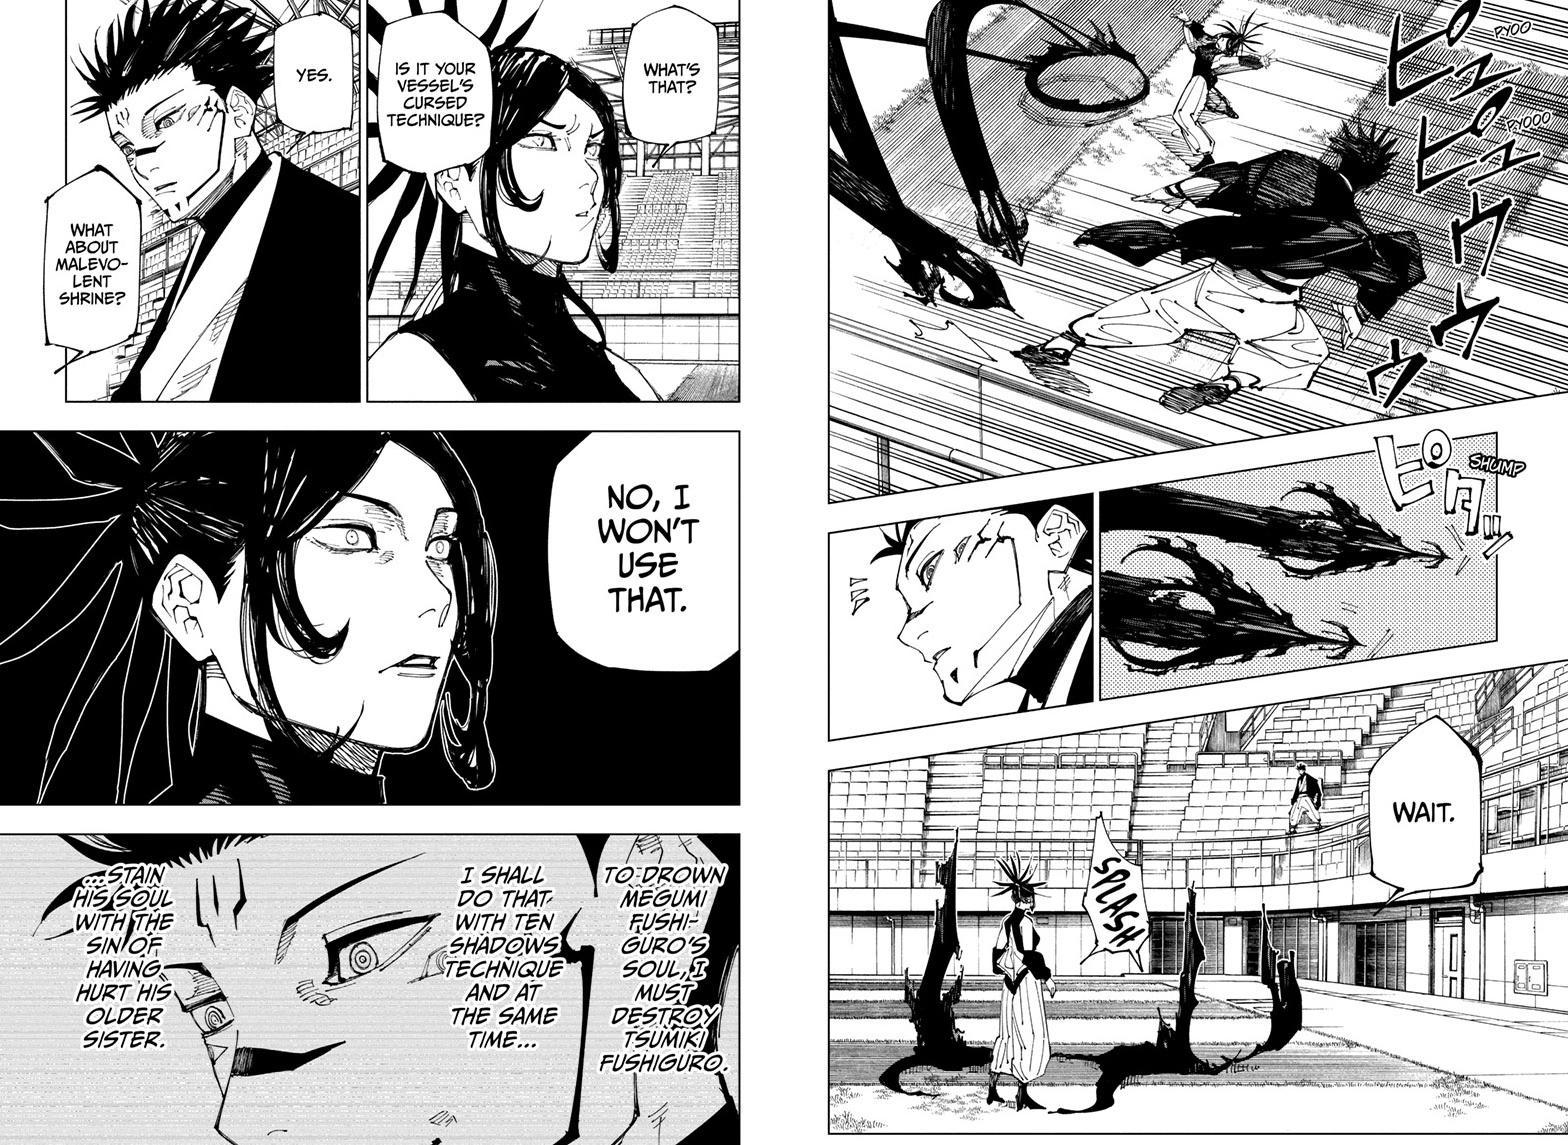 ピュピュウウウ
PYOO
PYOOO
ピタ
SHUMP
WAIT.
SPLASH
WHAT'S
THAT?
IS IT YOUR
VESSEL'S
CURSED
TECHNIQUE?
YES.
WHAT
ABOUT
MALEVO-
LENT
SHRINE?
NO, I
WON'T
USE
THAT.
TO DROWN
MEGUMI
FUSHI-
GURO'S
SOUL, I
MUST
DESTROY
TSUMIKI
FUSHIGURO.
I SHALL
DO THAT
WITH TEN
SHADOWS
TECHNIQUE
AND AT
THE SAME
TIME...
...STAIN
HIS SOUL
WITH THE
SIN OF
HAVING
HURT HIS
OLDER
SISTER.